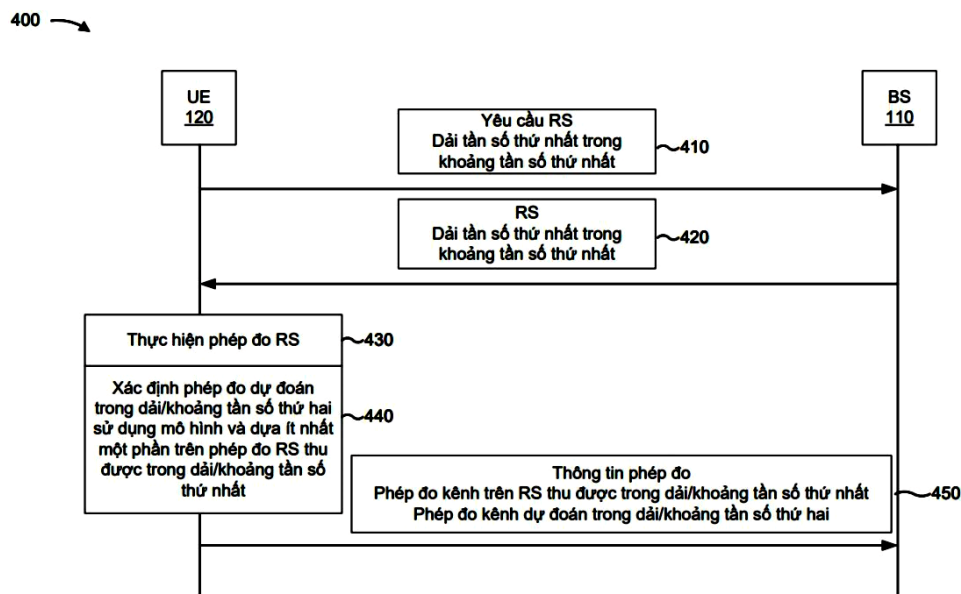 400
UE
120
BS
110
Yêu cầu RS
Dải tần số thứ nhất trong
khoảng tần số thứ nhất
410
RS
Dải tần số thứ nhất trong
khoảng tần số thứ nhất
420
Thực hiện phép đo RS
430
Xác định phép đo dự đoán
trong dải/khoảng tần số thứ hai
sử dụng mô hình và dựa ít nhất
một phần trên phép đo RS thu
được trong dải/khoảng tần số
thứ nhất
440
Thông tin phép đo
Phép đo kênh trên RS thu được trong dải/khoảng tần số thứ nhất
Phép đo kênh dự đoán trong dải/khoảng tần số thứ hai
450